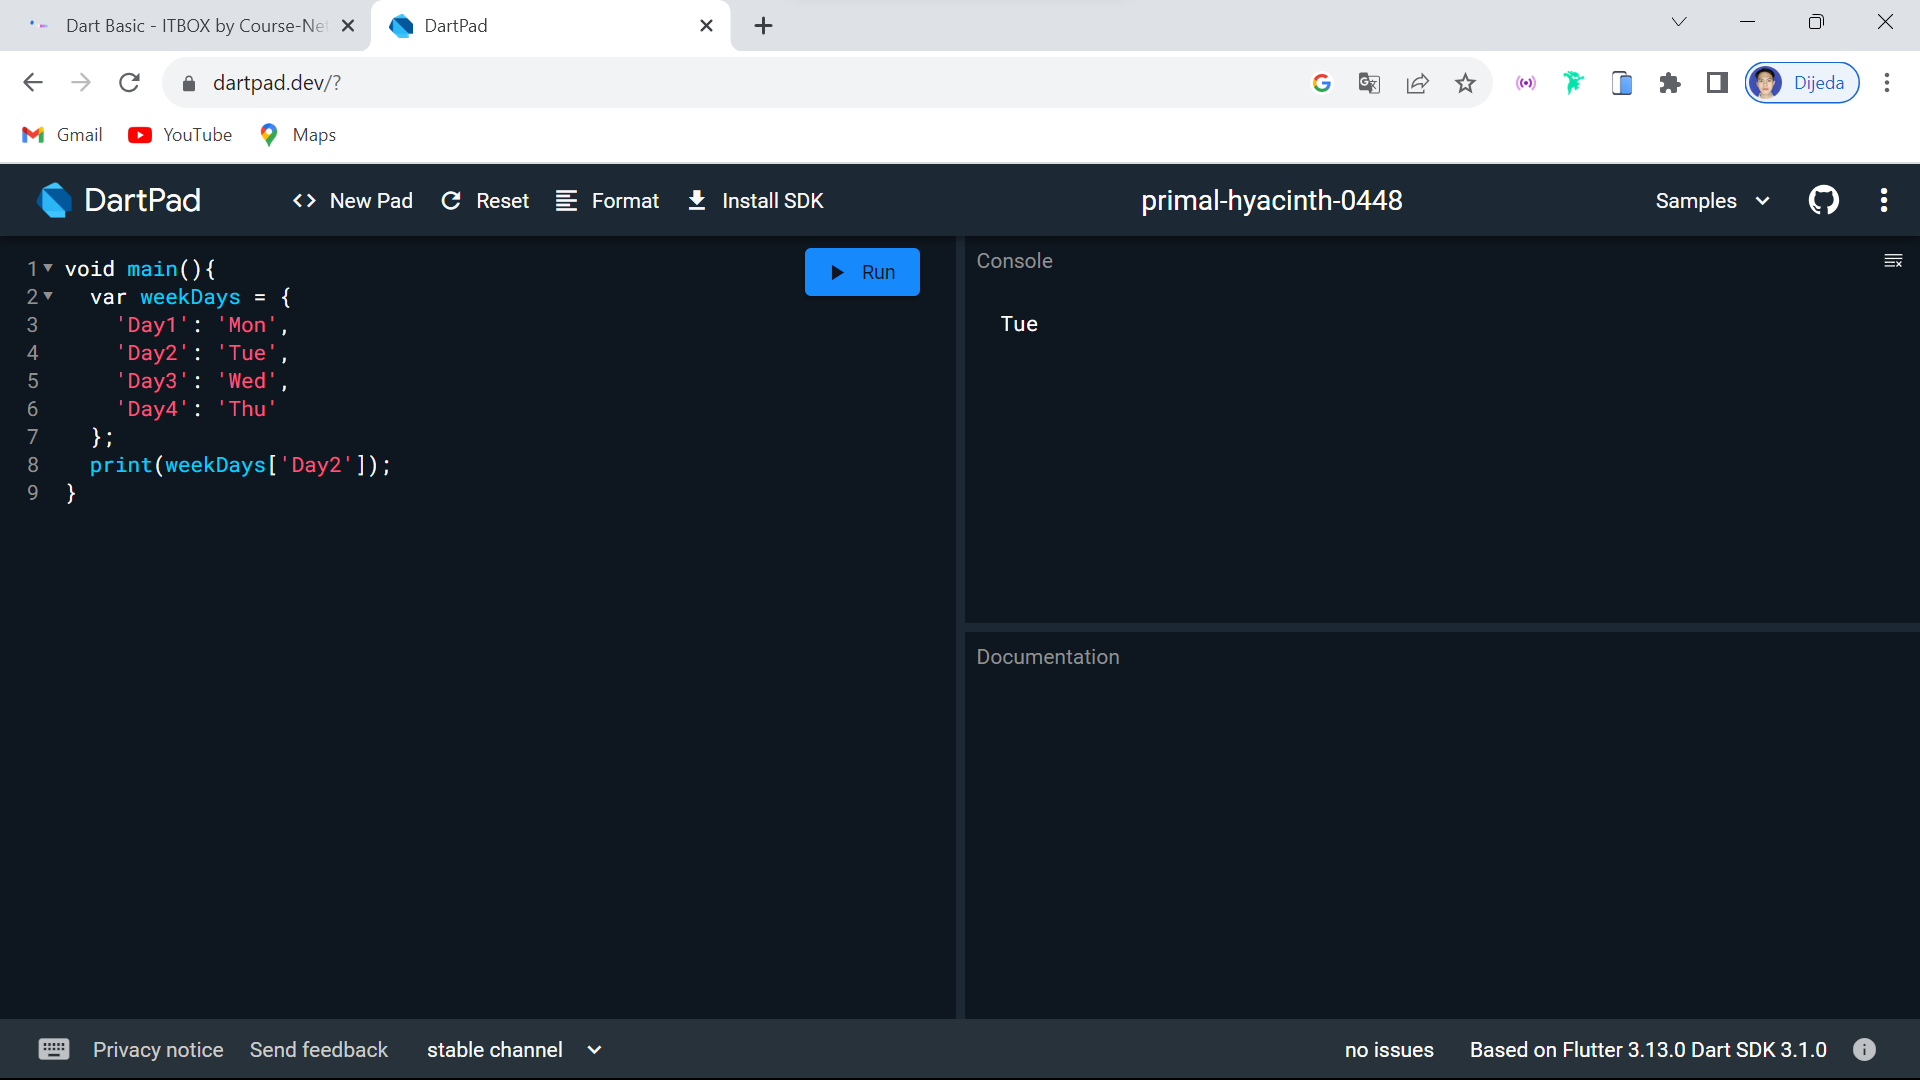 Dart Basic - ITBOX by Course-Net
DartPad
dartpad.dev/?
Dijeda
Gmail
YouTube
Maps
DartPad
<> New Pad
Reset
Format
Install SDK
primal-hyacinth-0448
Samples
1 void main(){
2 var weekDays = {
3 'Day1': 'Mon',
4 'Day2': 'Tue',
5 'Day3': 'Wed',
6 'Day4': 'Thu'
7 };
8 print(weekDays['Day2']);
9 }
Run
Console
Tue
Documentation
Privacy notice
Send feedback
stable channel
no issues
Based on Flutter 3.13.0 Dart SDK 3.1.0